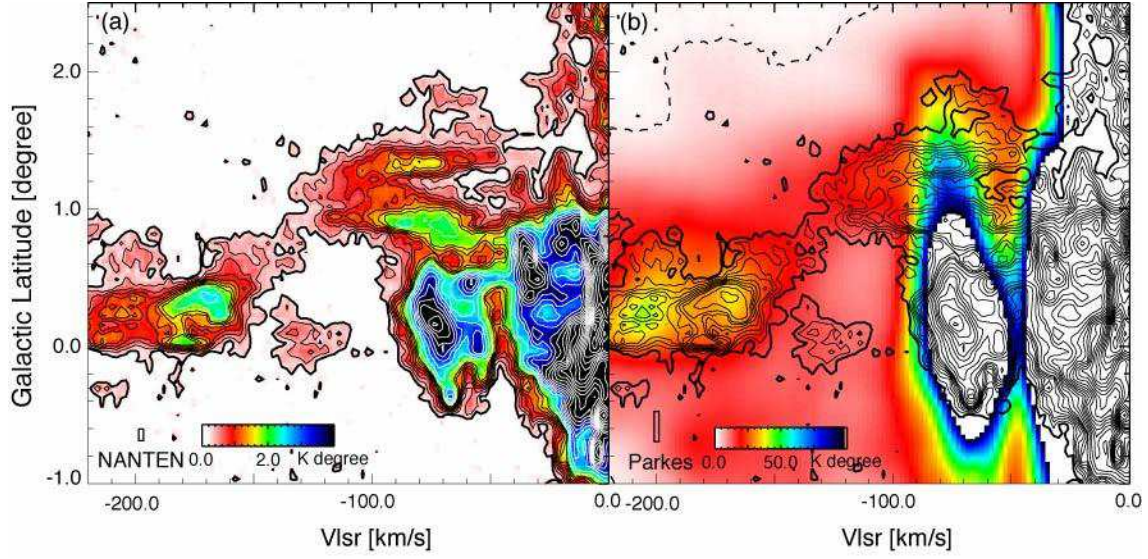 (a)
(b)
2.0
1.0
0.0
-1.0
Galactic Latitude [degree]
NANTEN
0.0
2.0
K degree
Parkes
0.0
50.0
K degree
-200.0
-100.0
0.0
-200.0
-100.0
0.0
Vlsr [km/s]
Vlsr [km/s]